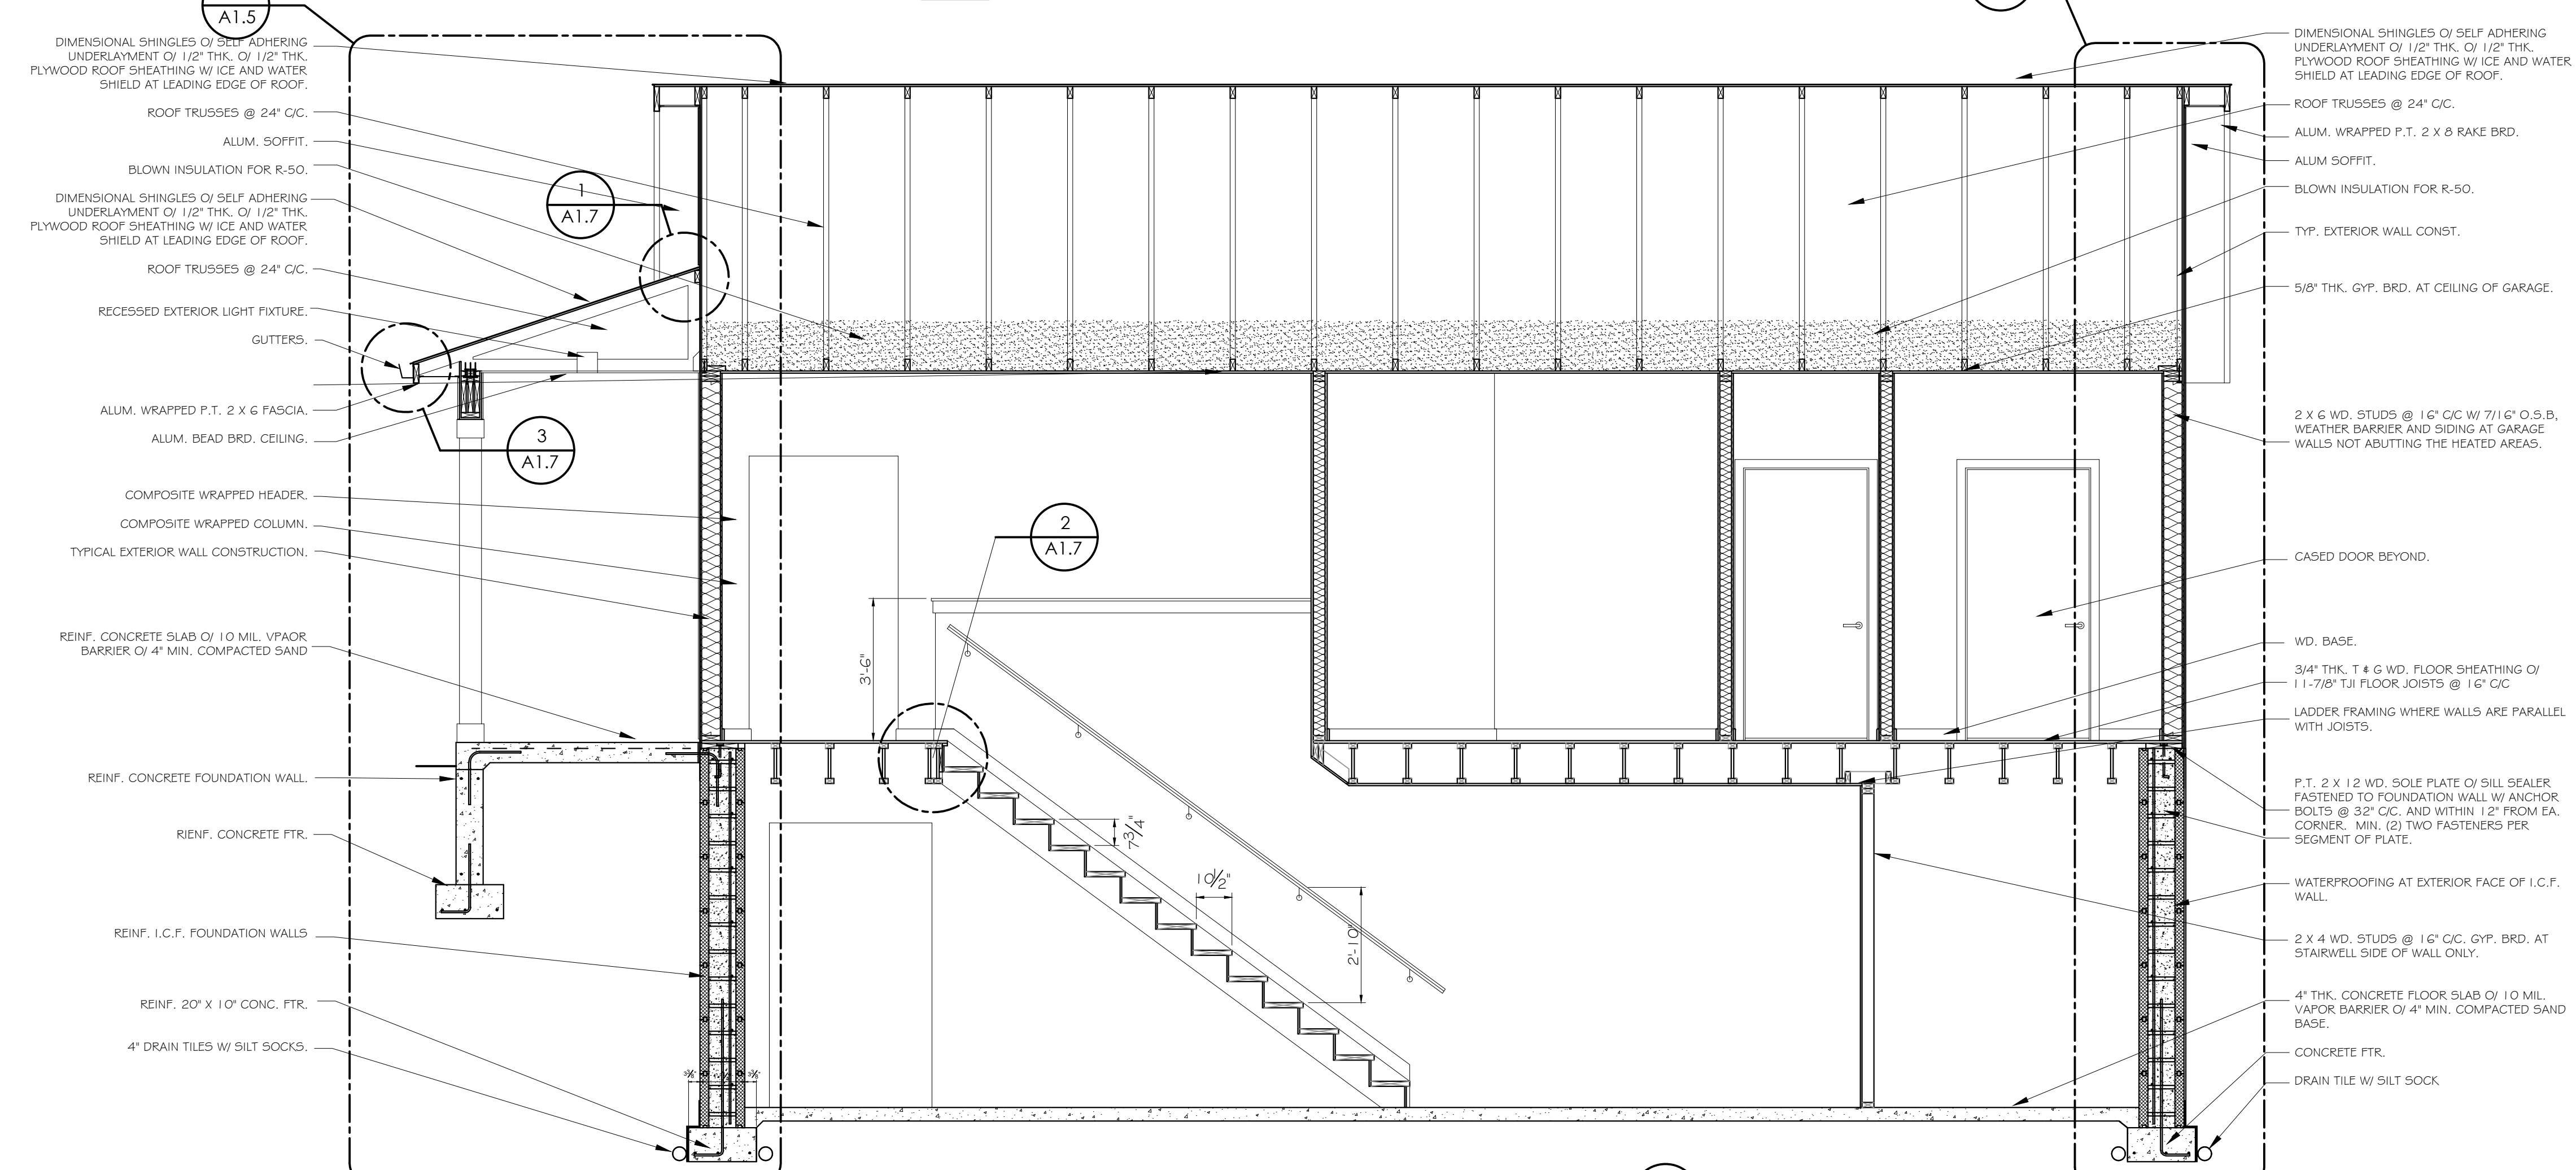 A1.5
DIMENSIONAL SHINGLES O/ SELF ADHERING
UNDERLAYMENT O/ 1/2" THK. O/ 1/2" THK.
PLYWOOD ROOF SHEATHING W/ ICE AND WATER
SHIELD AT LEADING EDGE OF ROOF.
ROOF TRUSSES @ 24" C/C.
ALUM. SOFFIT.
BLOWN INSULATION FOR R-50.
DIMENSIONAL SHINGLES O/ SELF ADHERING
UNDERLAYMENT O/ 1/2" THK. O/ 1/2" THK.
PLYWOOD ROOF SHEATHING W/ ICE AND WATER
SHIELD AT LEADING EDGE OF ROOF.
ROOF TRUSSES @ 24" C/C.
RECESSED EXTERIOR LIGHT FIXTURE.
GUTTERS.
ALUM. WRAPPED P.T. 2 X 6 FASCIA.
ALUM. BEAD BRD. CEILING.
COMPOSITE WRAPPED HEADER.
COMPOSITE WRAPPED COLUMN.
TYPICAL EXTERIOR WALL CONSTRUCTION.
REINF. CONCRETE SLAB O/ 10 MIL. VPAOR
BARRIER O/ 4" MIN. COMPACTED SAND
REINF. CONCRETE FOUNDATION WALL.
RIENF. CONCRETE FTR.
REINF. I.C.F. FOUNDATION WALLS
REINF. 20" X 10" CONC. FTR.
4" DRAIN TILES W/ SILT SOCKS.
1
A1.7
3
A1.7
2
A1.7
3'-6"
7 3/4"
10 1/2"
2'-10"
DIMENSIONAL SHINGLES O/ SELF ADHERING
UNDERLAYMENT O/ 1/2" THK. O/ 1/2" THK.
PLYWOOD ROOF SHEATHING W/ ICE AND WATER
SHIELD AT LEADING EDGE OF ROOF.
ROOF TRUSSES @ 24" C/C.
ALUM. WRAPPED P.T. 2 X 8 RAKE BRD.
ALUM SOFFIT.
BLOWN INSULATION FOR R-50.
TYP. EXTERIOR WALL CONST.
5/8" THK. GYP. BRD. AT CEILING OF GARAGE.
2 X 6 WD. STUDS @ 16" C/C W/ 7/16" O.S.B,
WEATHER BARRIER AND SIDING AT GARAGE
WALLS NOT ABUTTING THE HEATED AREAS.
CASED DOOR BEYOND.
WD. BASE.
3/4" THK. T & G WD. FLOOR SHEATHING O/
11-7/8" TJI FLOOR JOISTS @ 16" C/C
LADDER FRAMING WHERE WALLS ARE PARALLEL
WITH JOISTS.
P.T. 2 X 12 WD. SOLE PLATE O/ SILL SEALER
FASTENED TO FOUNDATION WALL W/ ANCHOR
BOLTS @ 32" C/C. AND WITHIN 12" FROM EA.
CORNER. MIN. (2) TWO FASTENERS PER
SEGMENT OF PLATE.
WATERPROOFING AT EXTERIOR FACE OF I.C.F.
WALL.
2 X 4 WD. STUDS @ 16" C/C. GYP. BRD. AT
STAIRWELL SIDE OF WALL ONLY.
4" THK. CONCRETE FLOOR SLAB O/ 10 MIL.
VAPOR BARRIER O/ 4" MIN. COMPACTED SAND
BASE.
CONCRETE FTR.
DRAIN TILE W/ SILT SOCK